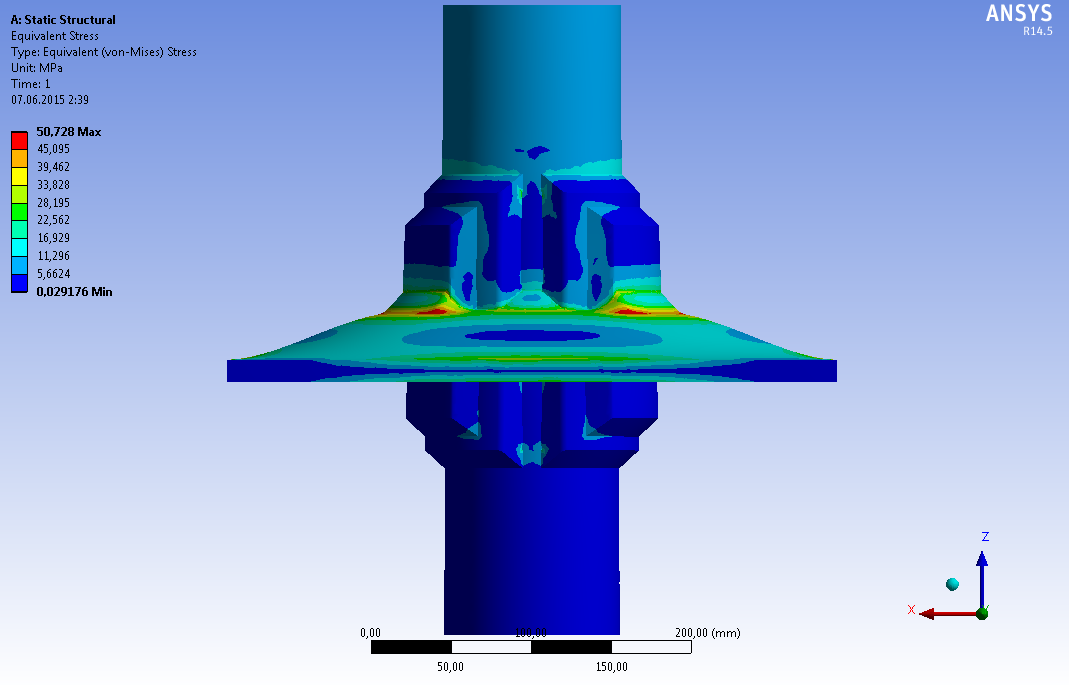 A: Static Structural
Equivalent Stress
Type: Equivalent (von-Mises) Stress
Unit: MPa
Time: 1
07.06.2015 2:39
ANSYS
R14.5
50,728 Max
45,095
39,462
33,828
28,195
22,562
16,929
11,296
5,6624
0,029176 Min
Z
X
0,00
100,00
200,00 (mm)
50,00
150,00